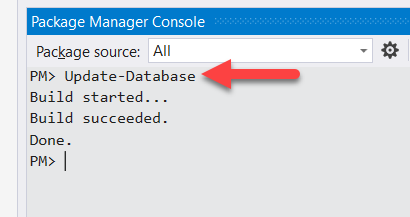 Package Manager Console
Package source: All
PM> Update-Database
Build started...
Build succeeded.
Done.
PM>